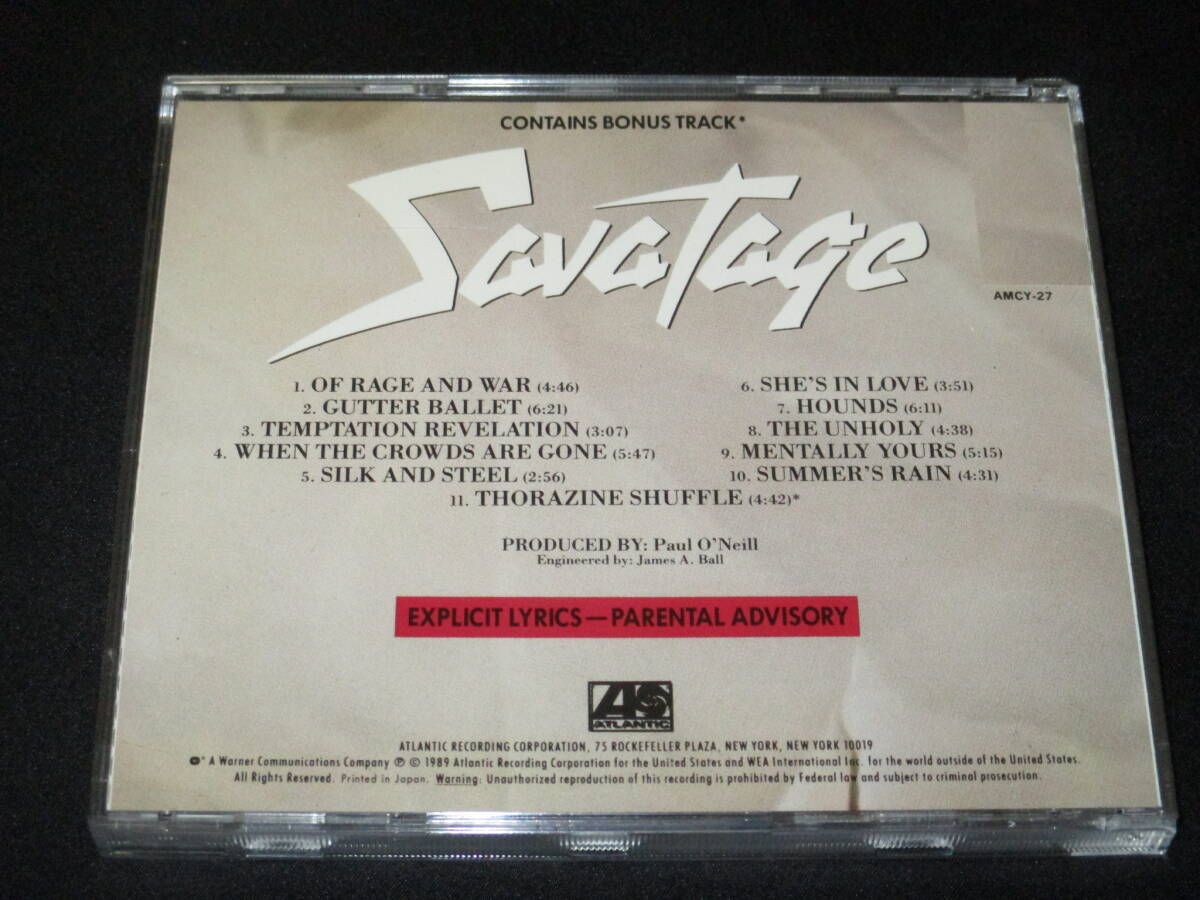 CONTAINS BONUS TRACK*
Savatage
AMCY-27
1. OF RAGE AND WAR (4:46)
2. GUTTER BALLET (6:21)
3. TEMPTATION REVELATION (3:07)
4. WHEN THE CROWDS ARE GONE (5:47)
5. SILK AND STEEL (2:56)
6. SHE'S IN LOVE (3:51)
7. HOUNDS (6:11)
8. THE UNHOLY (4:38)
9. MENTALLY YOURS (5:15)
10. SUMMER'S RAIN (4:31)
11. THORAZINE SHUFFLE (4:42)*
PRODUCED BY: Paul O'Neill
Engineered by: James A. Ball
EXPLICIT LYRICS—PARENTAL ADVISORY
ATLANTIC
ATLANTIC RECORDING CORPORATION, 75 ROCKEFELLER PLAZA, NEW YORK, NEW YORK 10019
A Warner Communications Company ℗ © 1989 Atlantic Recording Corporation for the United States and WEA International Inc. for the world outside of the United States.
All Rights Reserved. Printed in Japan. Warning: Unauthorized reproduction of this recording is prohibited by Federal law and subject to criminal prosecution.